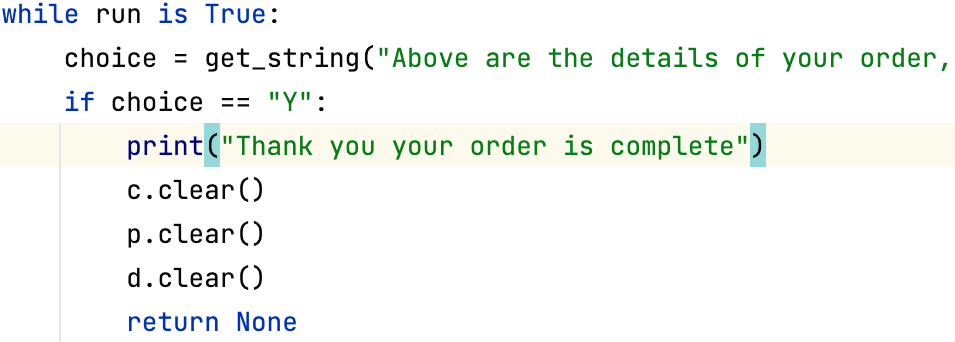 while run is True:
    choice = get_string("Above are the details of your order,
    if choice == "Y":
        print("Thank you your order is complete")
        c.clear()
        p.clear()
        d.clear()
        return None